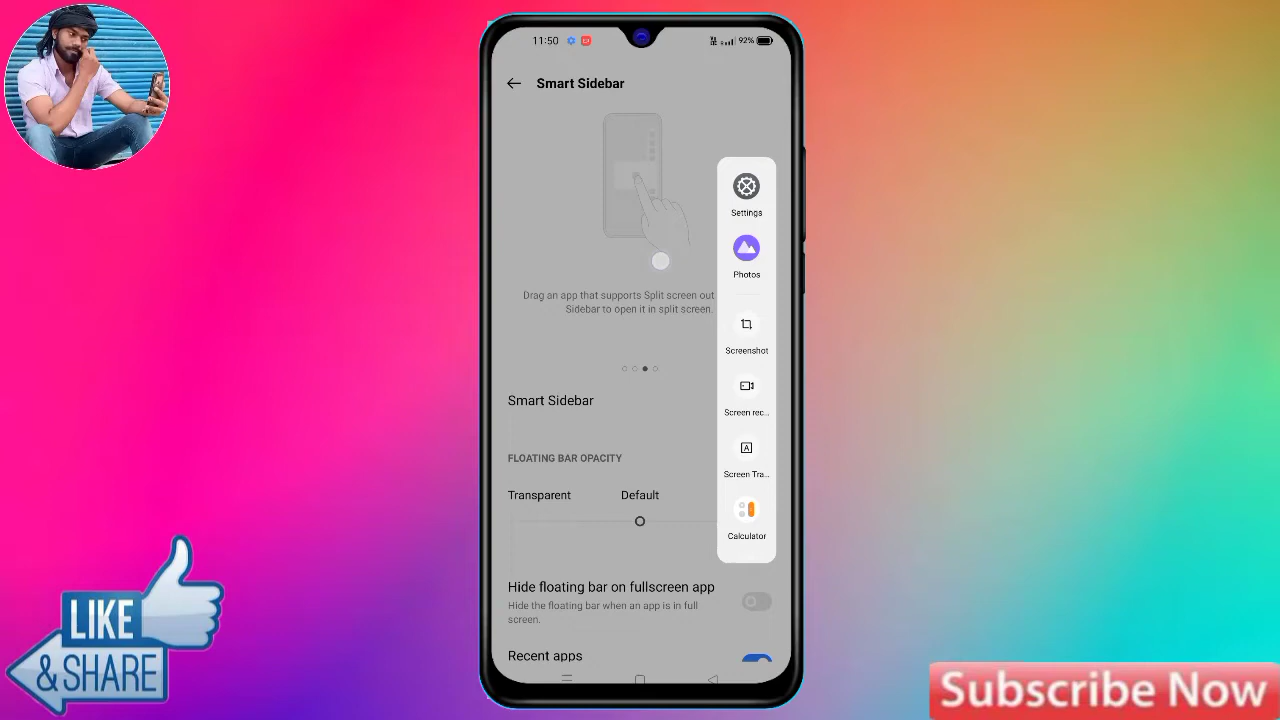 11:50
92%
Smart Sidebar
Drag an app that supports Split screen out
Sidebar to open it in split screen.
Smart Sidebar
FLOATING BAR OPACITY
Transparent
Default
Hide floating bar on fullscreen app
Hide the floating bar when an app is in full
screen.
Recent apps
Settings
Photos
Screenshot
Screen rec...
A
Screen Tra...
Calculator
LIKE
& SHARE
Subscribe Now